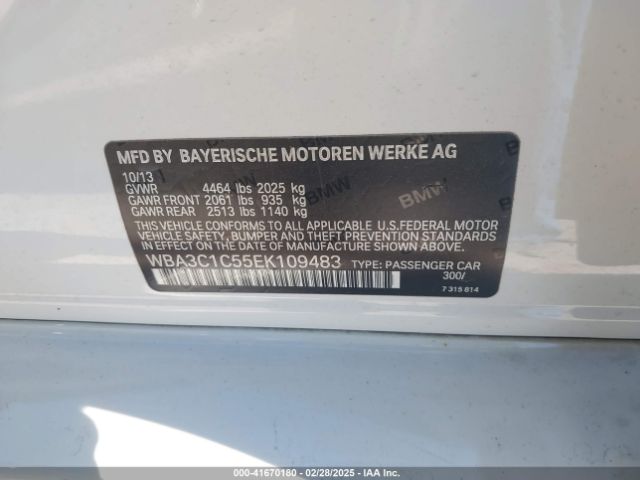 MFD BY BAYERISCHE MOTOREN WERKE AG
10/13
GVWR 4464 lbs 2025 kg
GAWR FRONT 2061 lbs 935 kg
GAWR REAR 2513 lbs 1140 kg
THIS VEHICLE CONFORMS TO ALL APPLICABLE U.S.FEDERAL MOTOR
VEHICLE SAFETY, BUMPER AND THEFT PREVENTION STANDARDS IN
EFFECT ON THE DATE OF MANUFACTURE SHOWN ABOVE.
WBA3C1C55EK109483 TYPE: PASSENGER CAR
300/
7 315 814
BMW
BMW
BMW
000-41670180 - 02/28/2025 - IAA Inc.